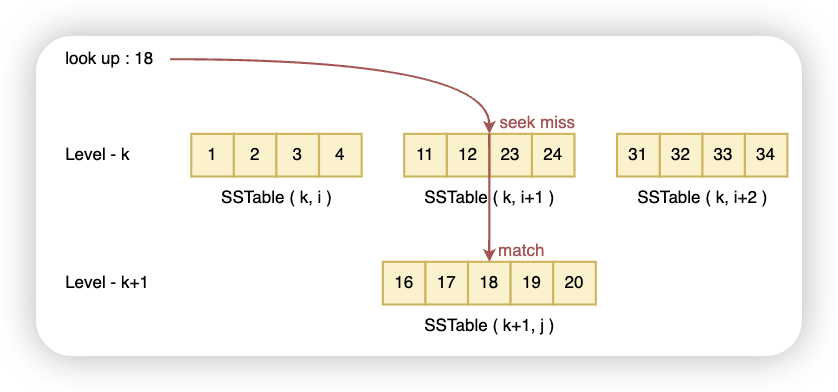 look up : 18
seek miss
Level - k
1 2 3 4
11 12 23 24
31 32 33 34
SSTable ( k, i )
SSTable ( k, i+1 )
SSTable ( k, i+2 )
match
Level - k+1
16 17 18 19 20
SSTable ( k+1, j )